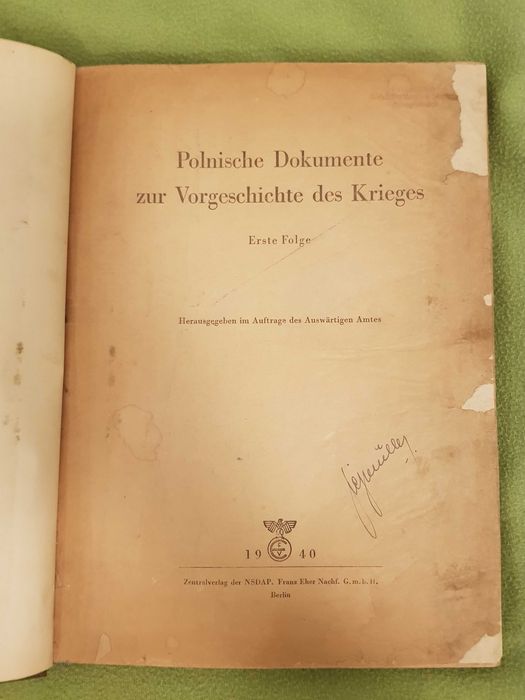 Polnische Dokumente
zur Vorgeschichte des Krieges
Erste Folge
Herausgegeben im Auftrage des Auswärtigen Amtes
19 40
Zentralverlag der NSDAP. Franz Eher Nachf. G. m. b. H.
Berlin